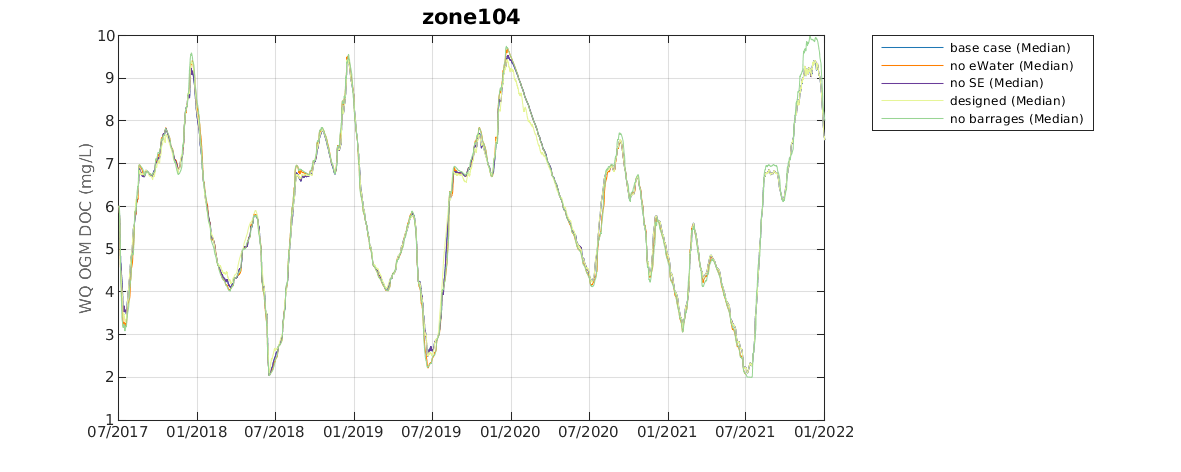 zone104
10
9
8
7
6
5
4
3
2
1
WQ OGM DOC (mg/L)
07/2017 01/2018 07/2018 01/2019 07/2019 01/2020 07/2020 01/2021 07/2021 01/2022
base case (Median)
no eWater (Median)
no SE (Median)
designed (Median)
no barrages (Median)